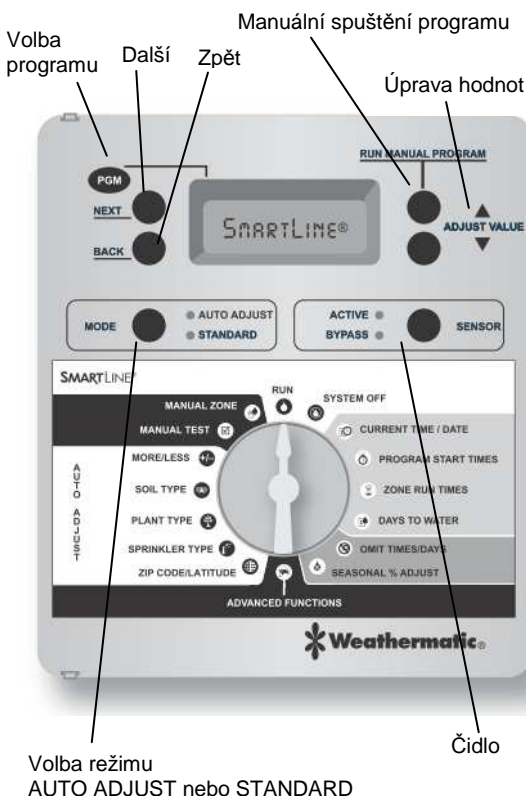 Manuální spuštění programu
Volba
programu
Další
Zpět
Úprava hodnot
RUN MANUAL PROGRAM
PGM
NEXT
BACK
SMARTLINE®
ADJUST VALUE
MODE
AUTO ADJUST
STANDARD
ACTIVE
BYPASS
SENSOR
SMARTLINE®
RUN
MANUAL ZONE
SYSTEM OFF
MANUAL TEST
CURRENT TIME / DATE
MORE/LESS
PROGRAM START TIMES
AUTO ADJUST
SOIL TYPE
ZONE RUN TIMES
PLANT TYPE
DAYS TO WATER
SPRINKLER TYPE
OMIT TIMES/DAYS
ZIP CODE/LATITUDE
SEASONAL % ADJUST
ADVANCED FUNCTIONS
Weathermatic®
Čidlo
Volba režimu
AUTO ADJUST nebo STANDARD